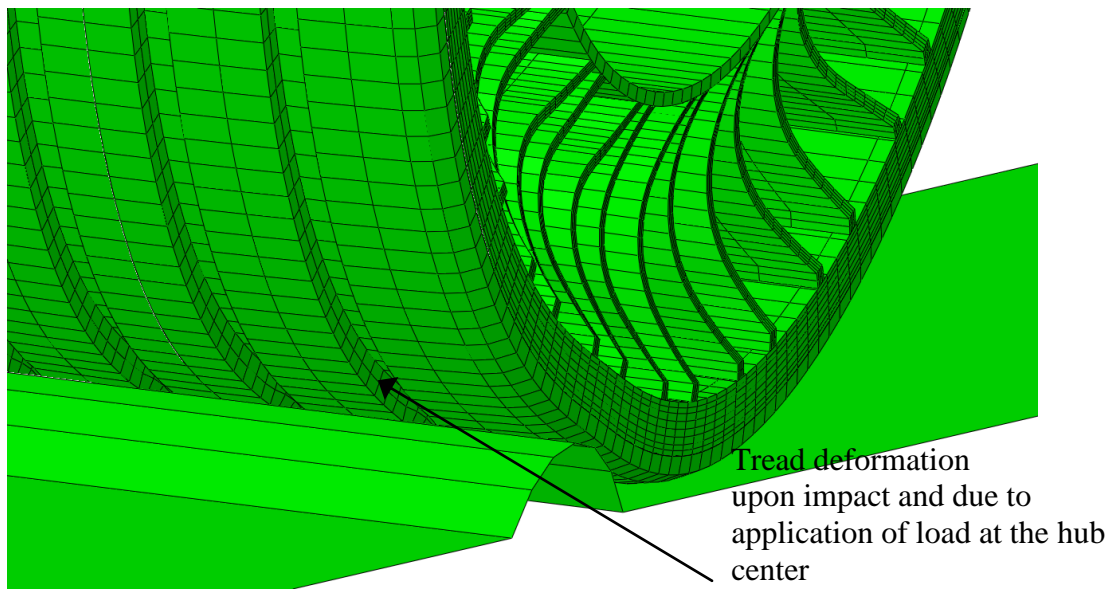 Tread deformation
upon impact and due to
application of load at the hub
center